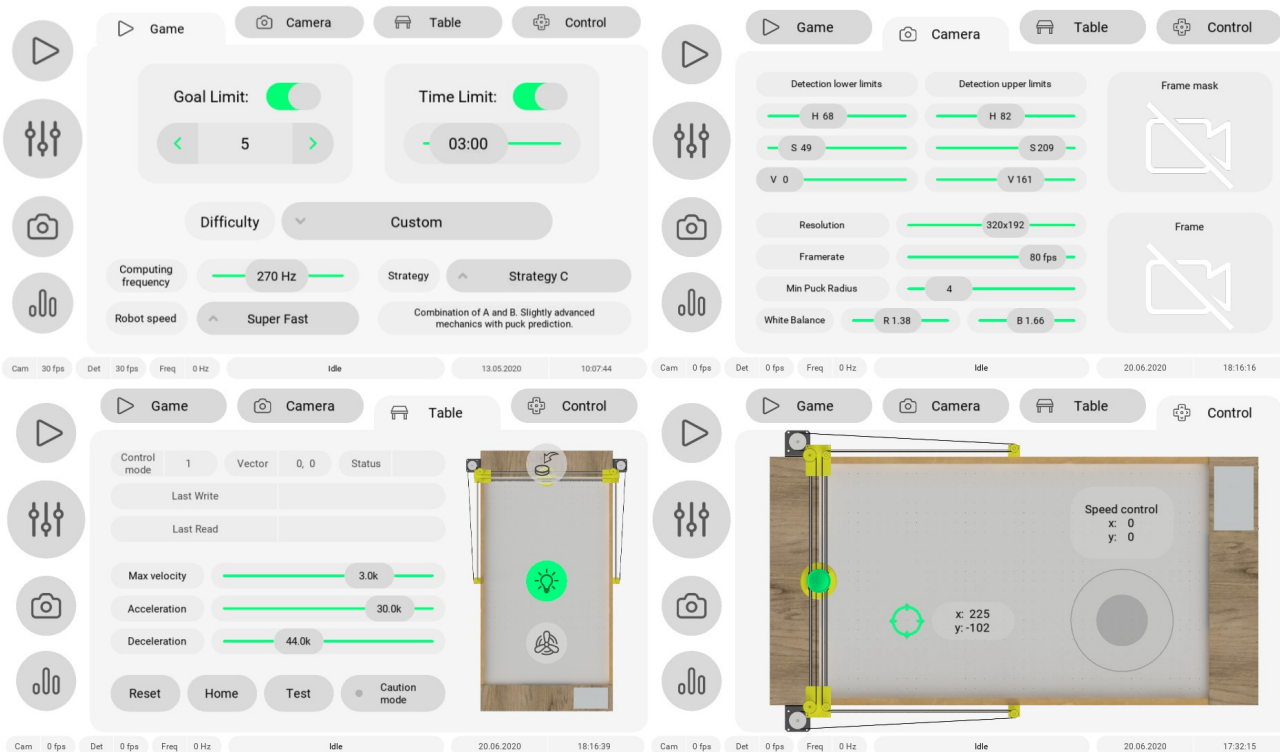 Game
Camera
Table
Control
Goal Limit:
5
Time Limit:
03:00
Difficulty
Custom
Computing
frequency
270 Hz
Strategy
Strategy C
Robot speed
Super Fast
Combination of A and B. Slightly advanced
mechanics with puck prediction.
Cam 30 fps Det 30 fps Freq 0 Hz Idle 13.05.2020 10:07:44
Game
Camera
Table
Control
Detection lower limits
Detection upper limits
H 68
H 82
S 49
S 209
V 0
V 161
Frame mask
Resolution
320x192
Framerate
80 fps
Min Puck Radius
4
White Balance
R 1.38
B 1.66
Frame
Cam 0 fps Det 0 fps Freq 0 Hz Idle 20.06.2020 18:16:16
Game
Camera
Table
Control
Control
mode
1
Vector
0, 0
Status
Last Write
Last Read
Max velocity
3.0k
Acceleration
30.0k
Deceleration
44.0k
Reset
Home
Test
Caution
mode
Cam 0 fps Det 0 fps Freq 0 Hz Idle 20.06.2020 18:16:39
Game
Camera
Table
Control
Speed control
x: 0
y: 0
x: 225
y: -102
Cam 0 fps Det 0 fps Freq 0 Hz Idle 20.06.2020 17:32:15